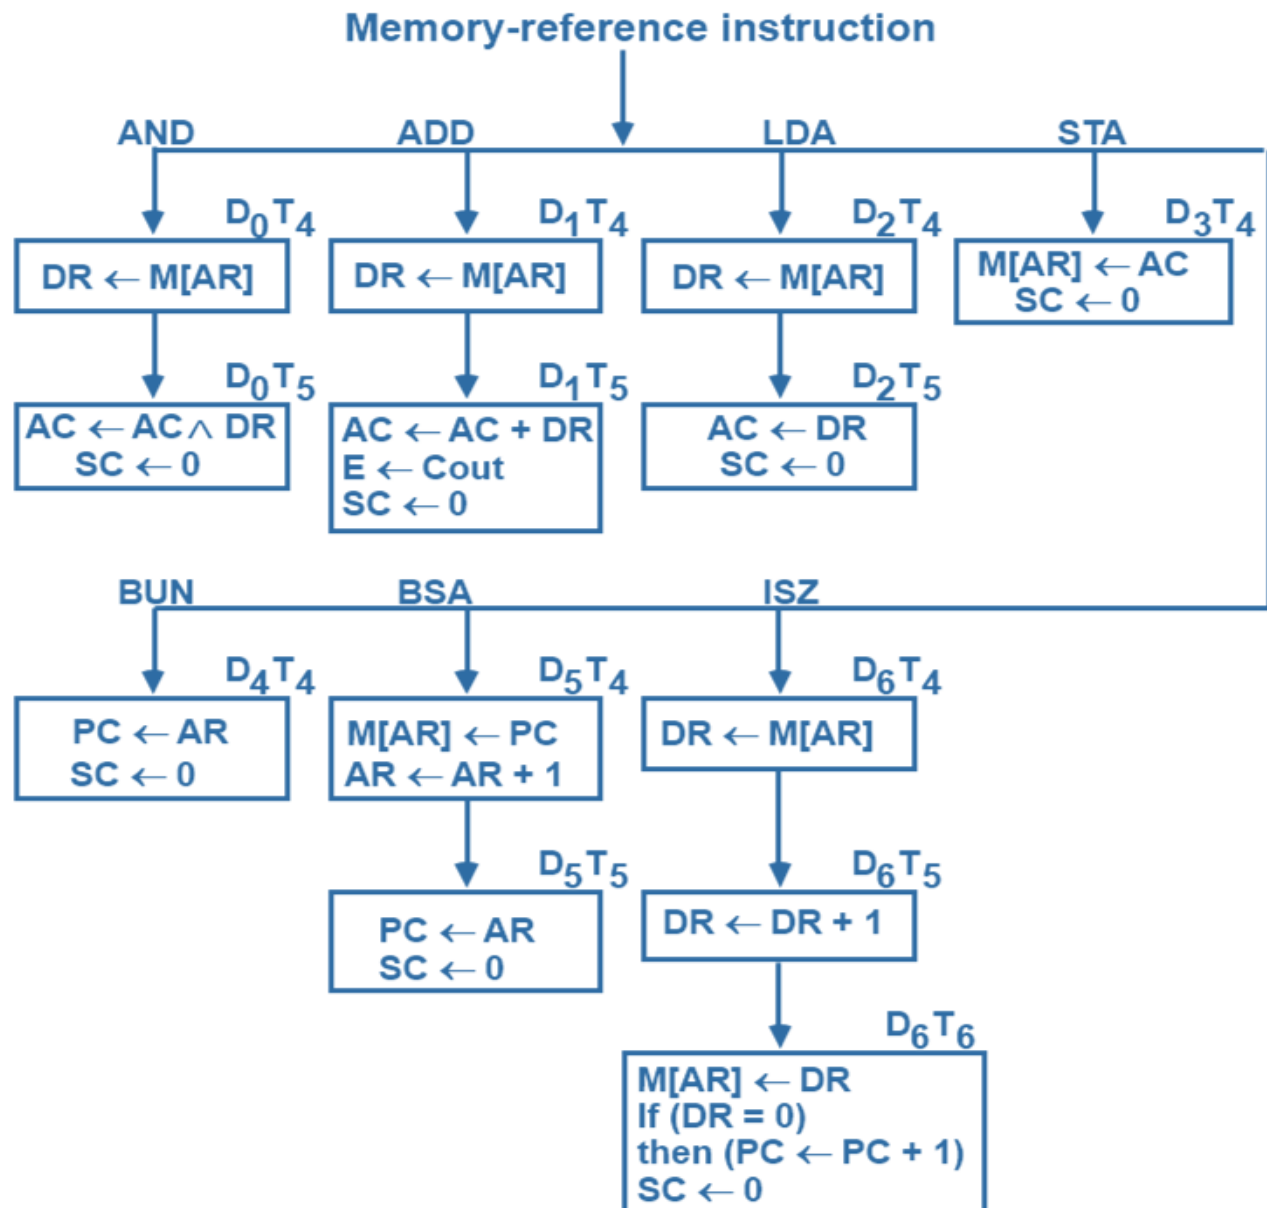 Memory-reference instruction
AND ADD LDA STA
D0T4 D1T4 D2T4 D3T4
DR ← M[AR]
DR ← M[AR]
DR ← M[AR]
M[AR] ← AC
SC ← 0
D0T5 D1T5 D2T5
AC ← AC ∧ DR
SC ← 0
AC ← AC + DR
E ← Cout
SC ← 0
AC ← DR
SC ← 0
BUN BSA ISZ
D4T4 D5T4 D6T4
PC ← AR
SC ← 0
M[AR] ← PC
AR ← AR + 1
DR ← M[AR]
D5T5 D6T5
PC ← AR
SC ← 0
DR ← DR + 1
D6T6
M[AR] ← DR
If (DR = 0)
then (PC ← PC + 1)
SC ← 0